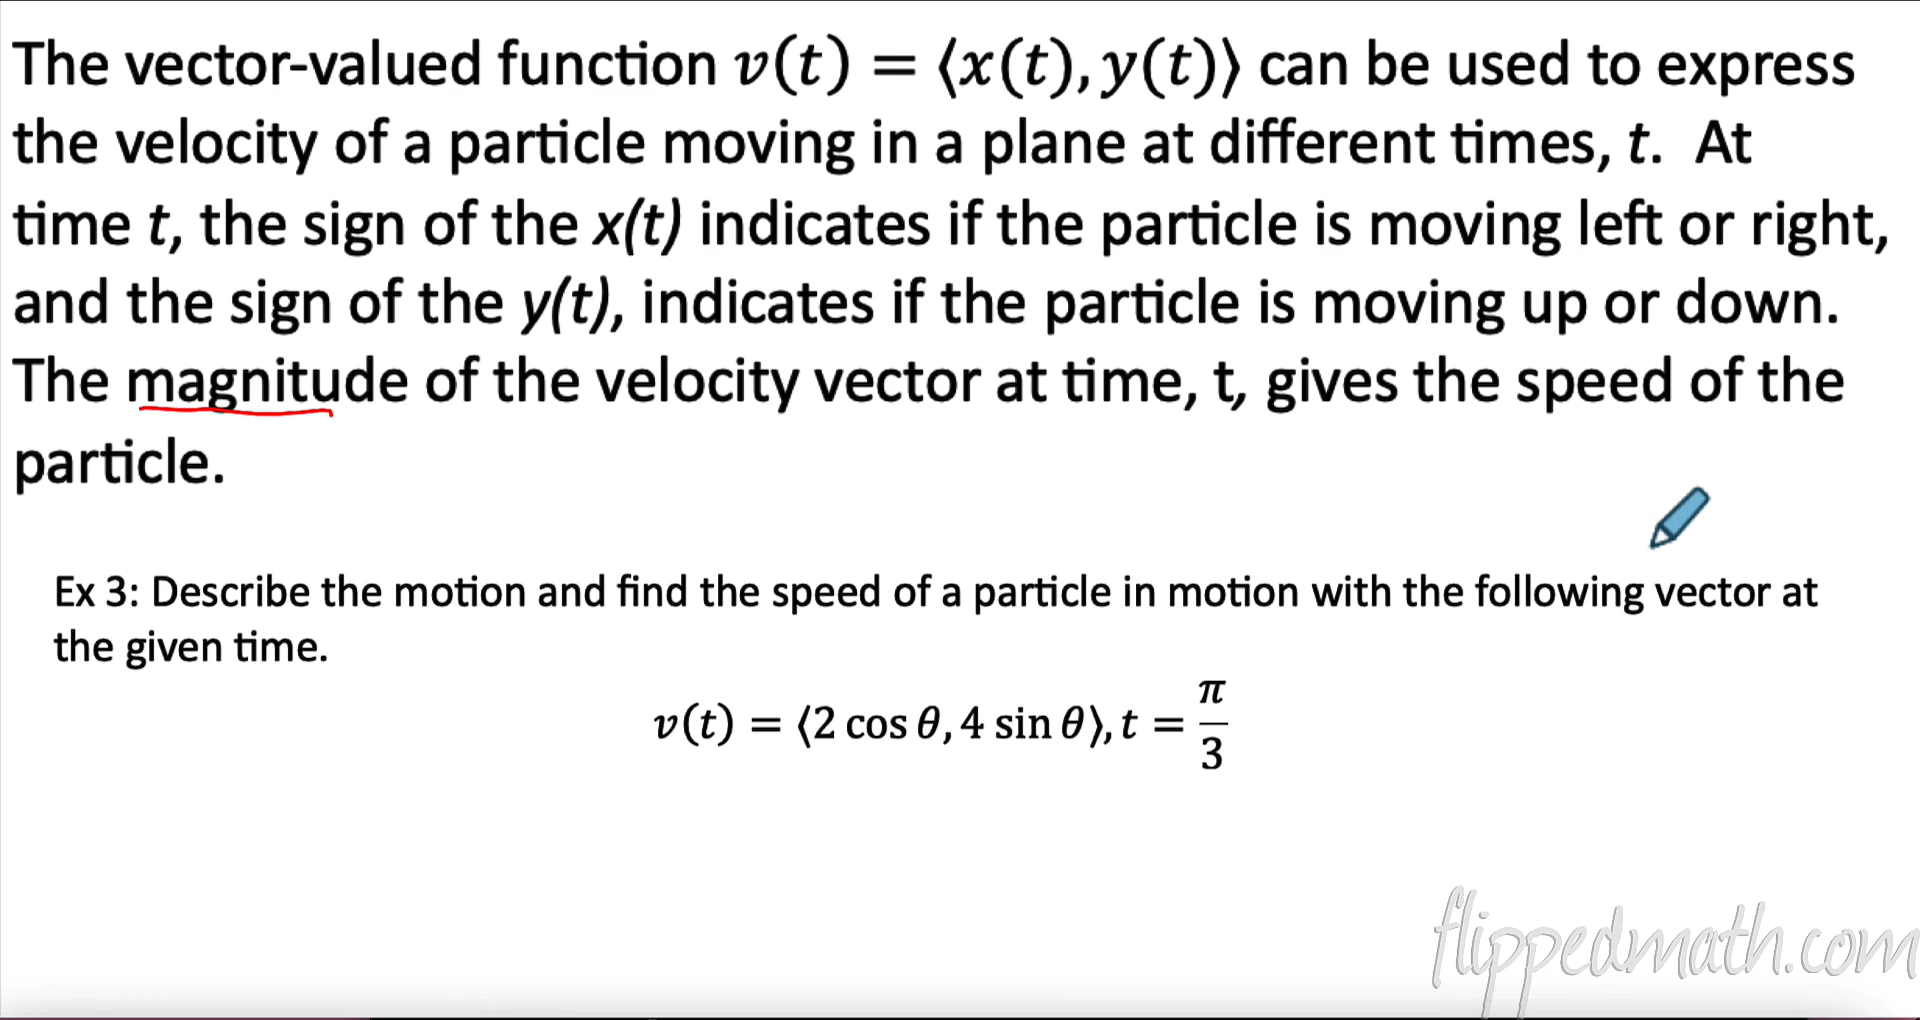 The vector-valued function v(t) = ⟨x(t), y(t)⟩ can be used to express
the velocity of a particle moving in a plane at different times, t. At
time t, the sign of the x(t) indicates if the particle is moving left or right,
and the sign of the y(t), indicates if the particle is moving up or down.
The magnitude of the velocity vector at time, t, gives the speed of the
particle.
Ex 3: Describe the motion and find the speed of a particle in motion with the following vector at
the given time.
v(t) = ⟨2 cos θ, 4 sin θ⟩, t = π/3
flippedmath.com